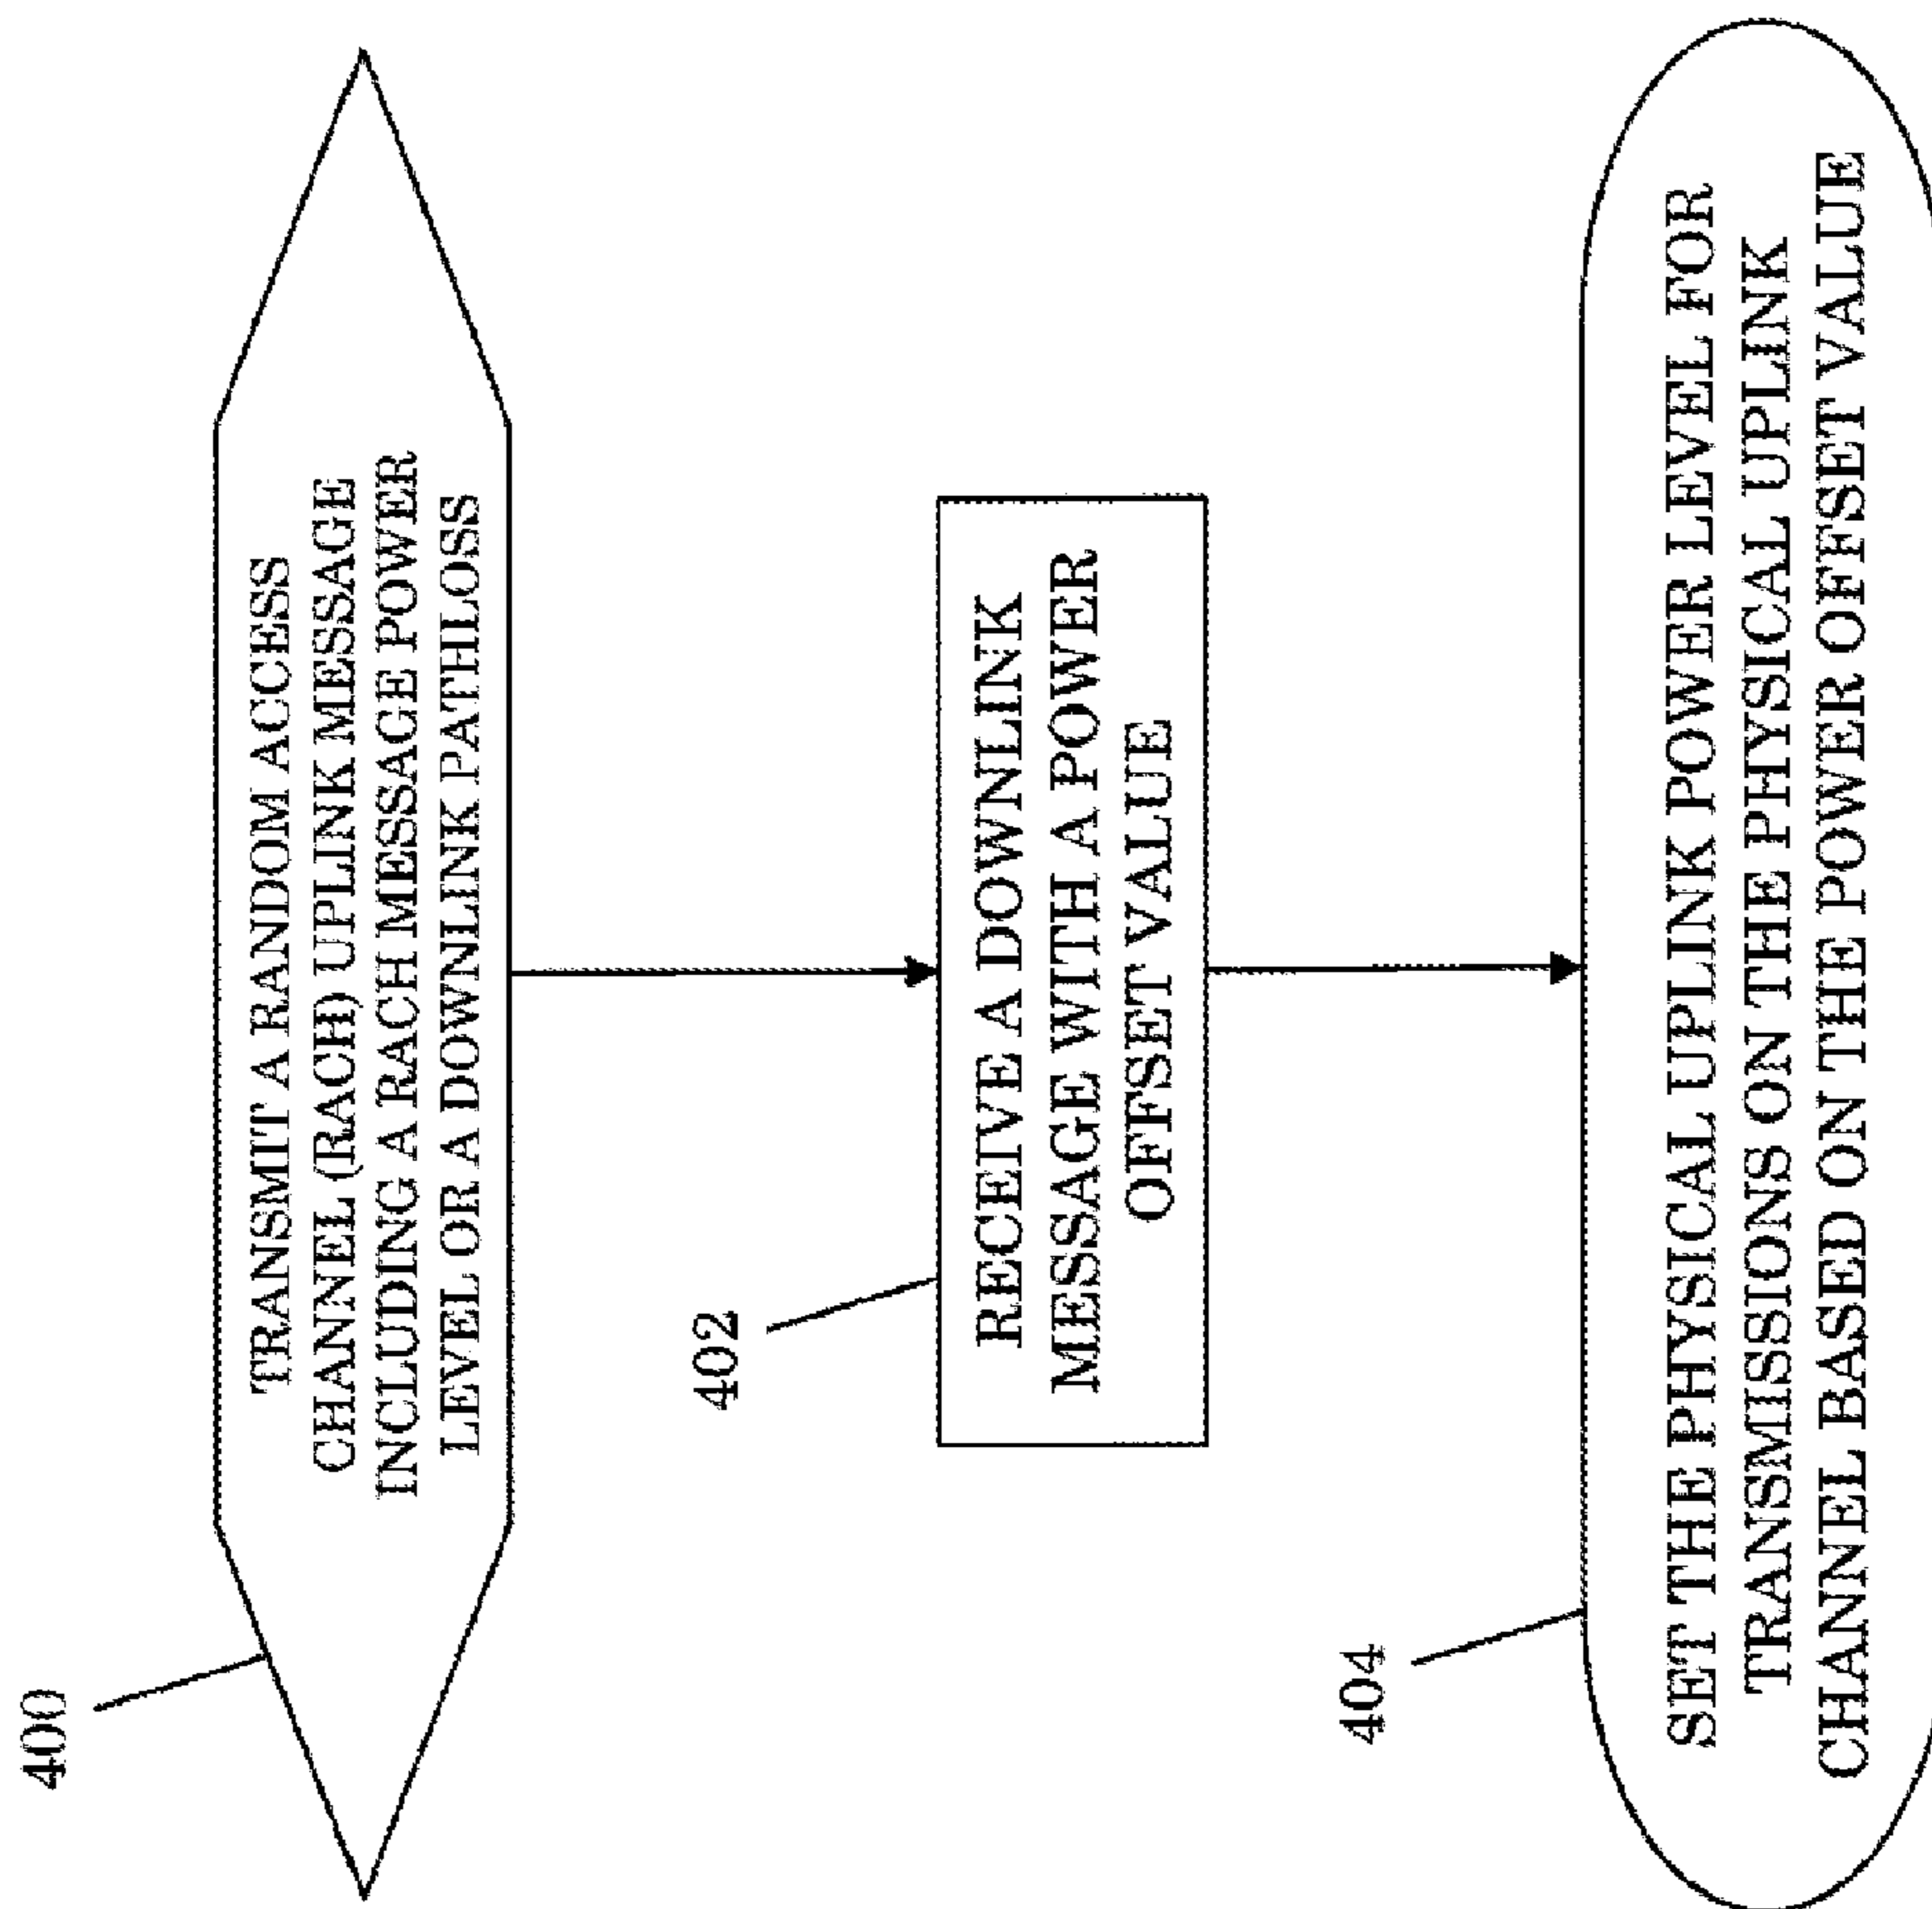 400
TRANSMIT A RANDOM ACCESS
CHANNEL (RACH) UPLINK MESSAGE
INCLUDING A RACH MESSAGE POWER
LEVEL OR A DOWNLINK PATHLOSS
402
RECEIVE A DOWNLINK
MESSAGE WITH A POWER
OFFSET VALUE
404
SET THE PHYSICAL UPLINK POWER LEVEL FOR
TRANSMISSIONS ON THE PHYSICAL UPLINK
CHANNEL BASED ON THE POWER OFFSET VALUE